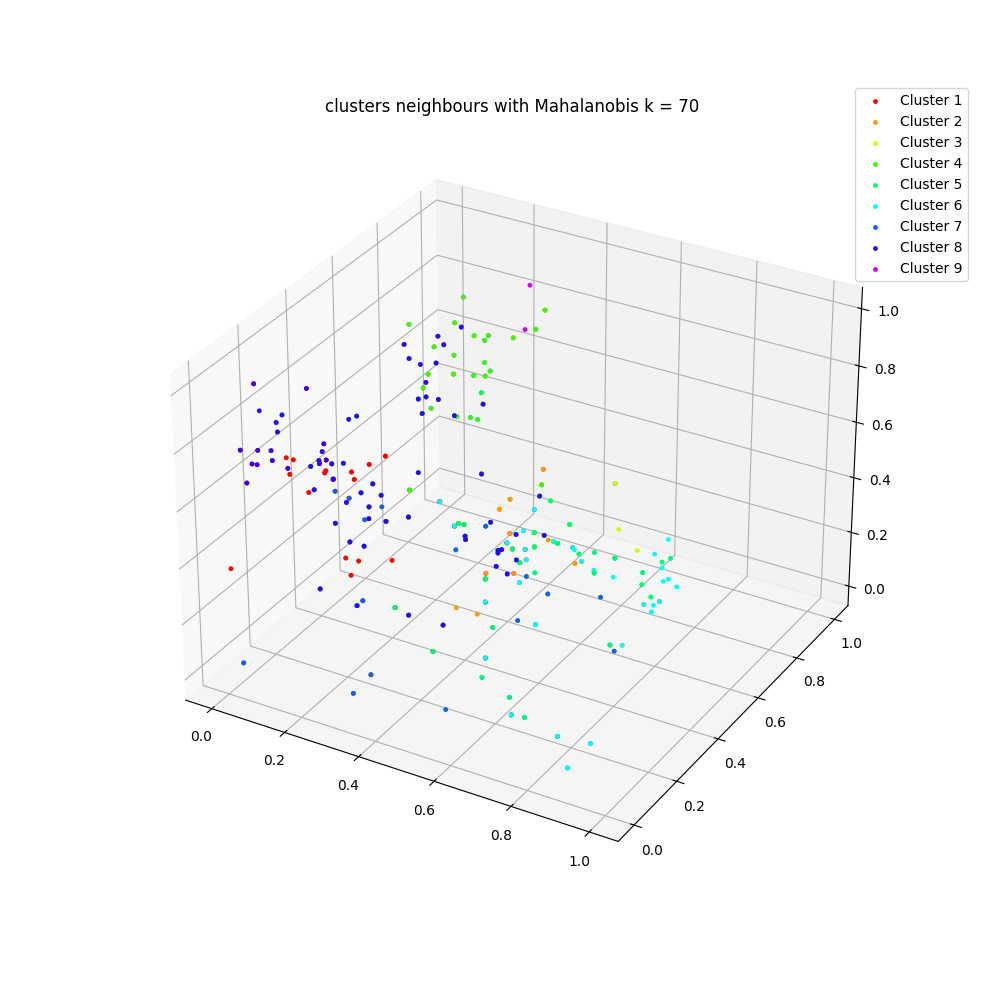 clusters neighbours with Mahalanobis k = 70
Cluster 1
Cluster 2
Cluster 3
Cluster 4
Cluster 5
Cluster 6
Cluster 7
Cluster 8
Cluster 9
1.0
0.8
0.6
0.4
0.2
0.0
1.0
0.8
0.6
0.4
0.2
0.0
0.0
0.2
0.4
0.6
0.8
1.0